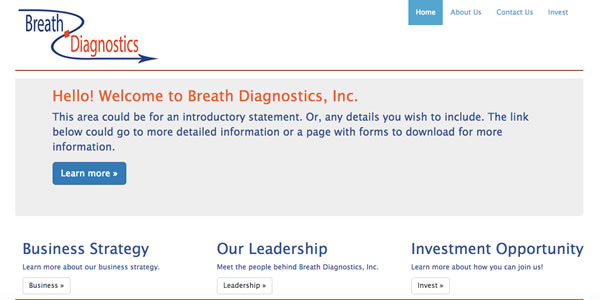 Breath
Diagnostics
Home About Us Contact Us Invest
Hello! Welcome to Breath Diagnostics, Inc.
This area could be for an introductory statement. Or, any details you wish to include. The link
below could go to more detailed information or a page with forms to download for more
information.
Learn more »
Business Strategy
Learn more about our business strategy.
Business »
Our Leadership
Meet the people behind Breath Diagnostics, Inc.
Leadership »
Investment Opportunity
Learn more about how you can join us!
Invest »